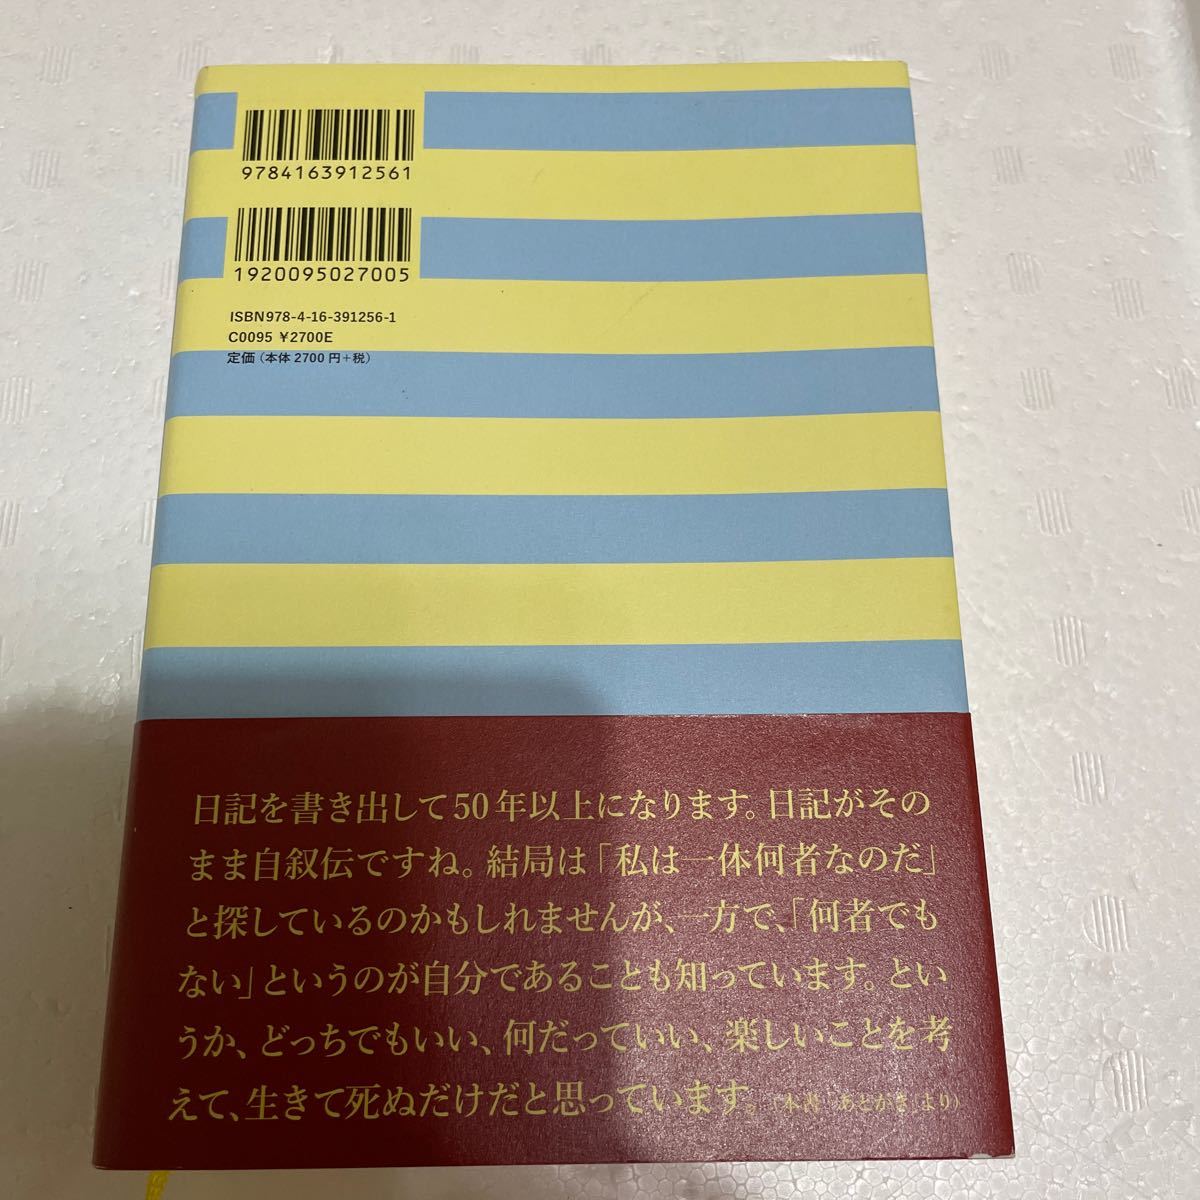 9784163912561
1920095027005
ISBN978-4-16-391256-1
C0095 ¥2700E
定価（本体2700円＋税）
日記を書き出して50年以上になります。日記がその
まま自叙伝ですね。結局は「私は一体何者なのだ」
と探しているのかもしれませんが、一方で、「何者でも
ない」というのが自分であることも知っています。とい
うか、どっちでもいい、何だっていい、楽しいことを考
えて、生きて死ぬだけだと思っています。（本書「あとがき」より）